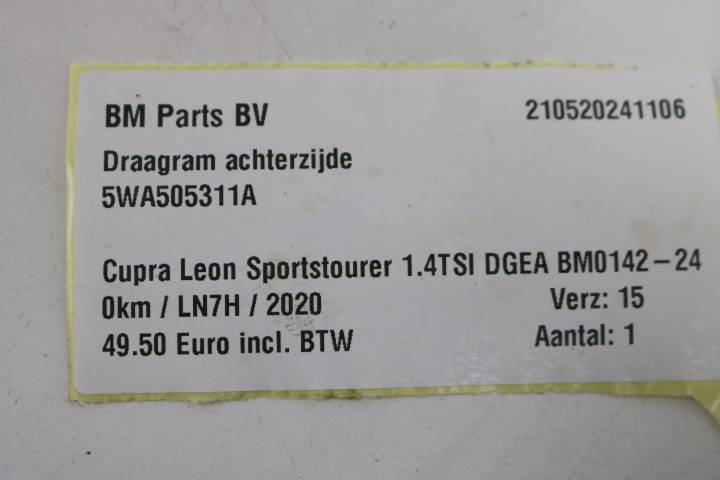 BM Parts BV 210520241106
Draagram achterzijde
5WA505311A
Cupra Leon Sportstourer 1.4TSI DGEA BM0142-24
0km / LN7H / 2020 Verz: 15
49.50 Euro incl. BTW Aantal: 1